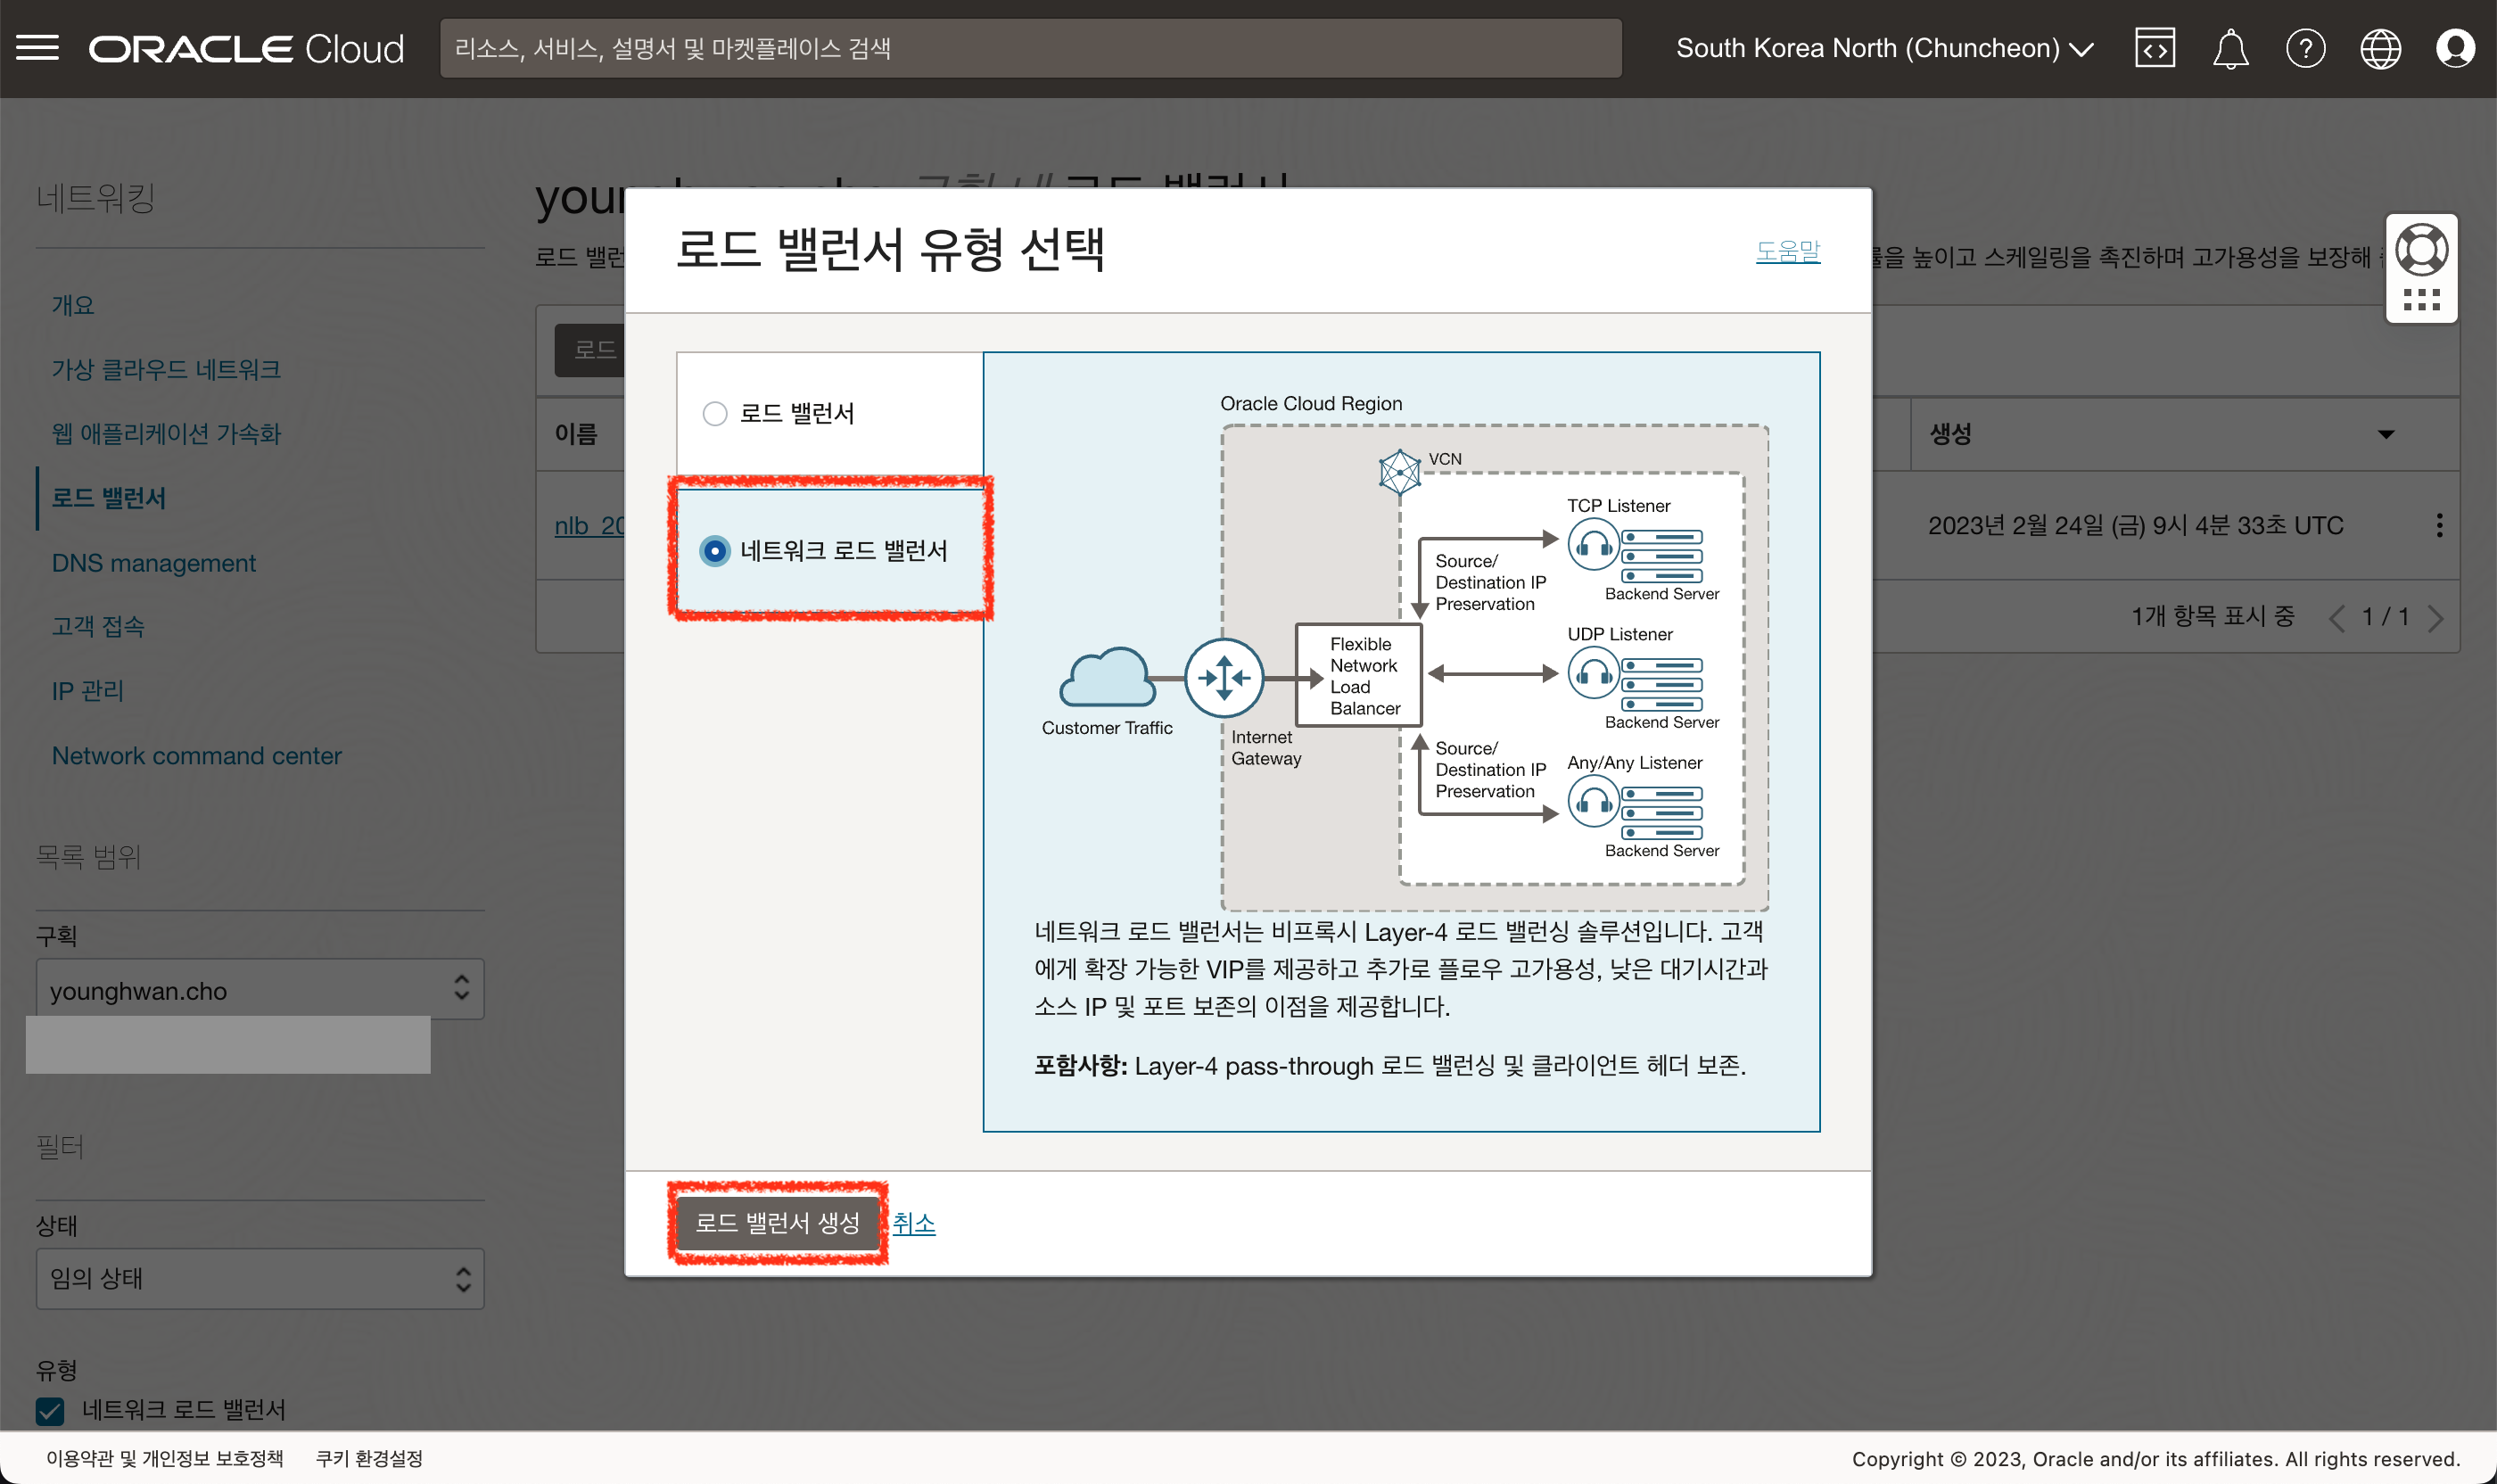 ORACLE Cloud
리소스, 서비스, 설명서 및 마켓플레이스 검색
South Korea North (Chuncheon)
네트워킹
개요
가상 클라우드 네트워크
웹 애플리케이션 가속화
로드 밸런서
DNS management
고객 접속
IP 관리
Network command center
목록 범위
구획
younghwan.cho
필터
상태
임의 상태
유형
네트워크 로드 밸런서
로드 밸런서
로드
높이고 스케일링을 촉진하며 고가용성을 보장해
로드
이름
생성
nlb_20
2023년 2월 24일 (금) 9시 4분 33초 UTC
1개 항목 표시 중
1 / 1
로드 밸런서 유형 선택
도움말
로드 밸런서
네트워크 로드 밸런서
Oracle Cloud Region
VCN
TCP Listener
Source/
Destination IP
Preservation
Backend Server
UDP Listener
Flexible
Network
Load
Balancer
Backend Server
Customer Traffic
Internet
Gateway
Source/
Destination IP
Preservation
Any/Any Listener
Backend Server
네트워크 로드 밸런서는 비프록시 Layer-4 로드 밸런싱 솔루션입니다. 고객
에게 확장 가능한 VIP를 제공하고 추가로 플로우 고가용성, 낮은 대기시간과
소스 IP 및 포트 보존의 이점을 제공합니다.
포함사항: Layer-4 pass-through 로드 밸런싱 및 클라이언트 헤더 보존.
로드 밸런서 생성
취소
이용약관 및 개인정보 보호정책
쿠키 환경설정
Copyright © 2023, Oracle and/or its affiliates. All rights reserved.